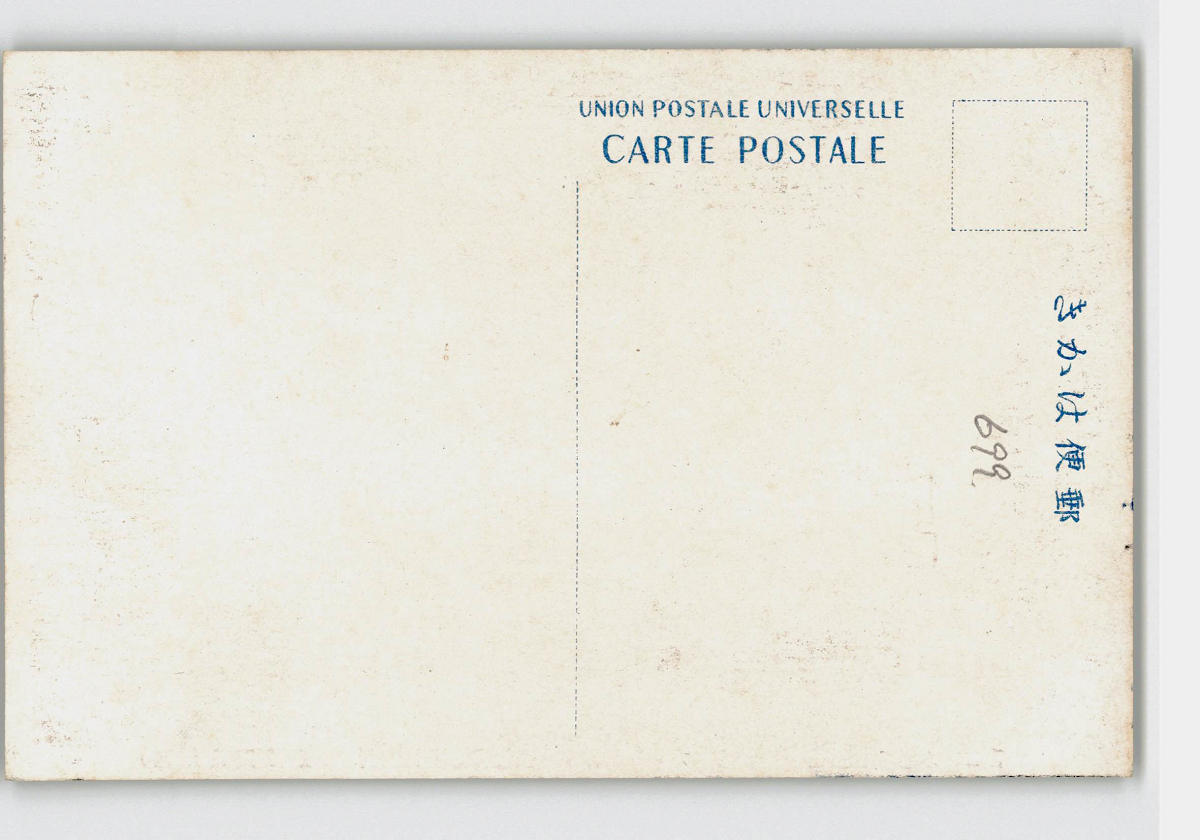 UNION POSTALE UNIVERSELLE
CARTE POSTALE
郵便はかき
699.